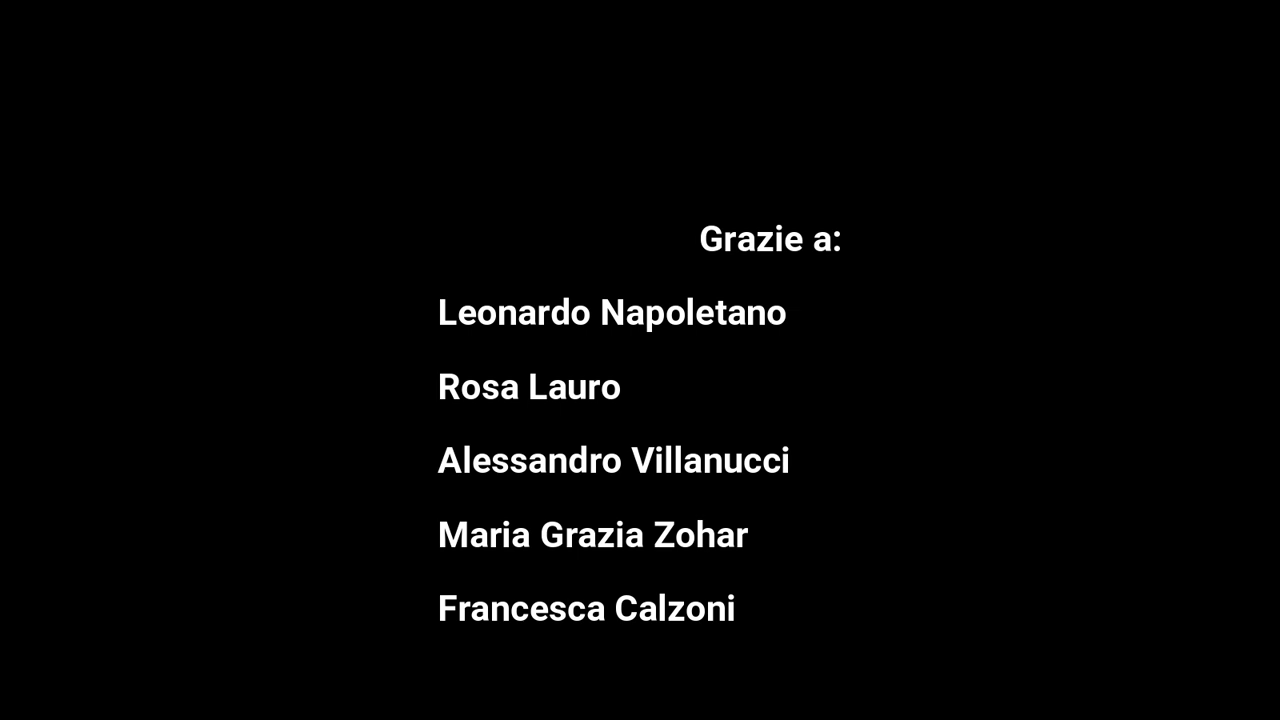 Grazie a:
Leonardo Napoletano
Rosa Lauro
Alessandro Villanucci
Maria Grazia Zohar
Francesca Calzoni